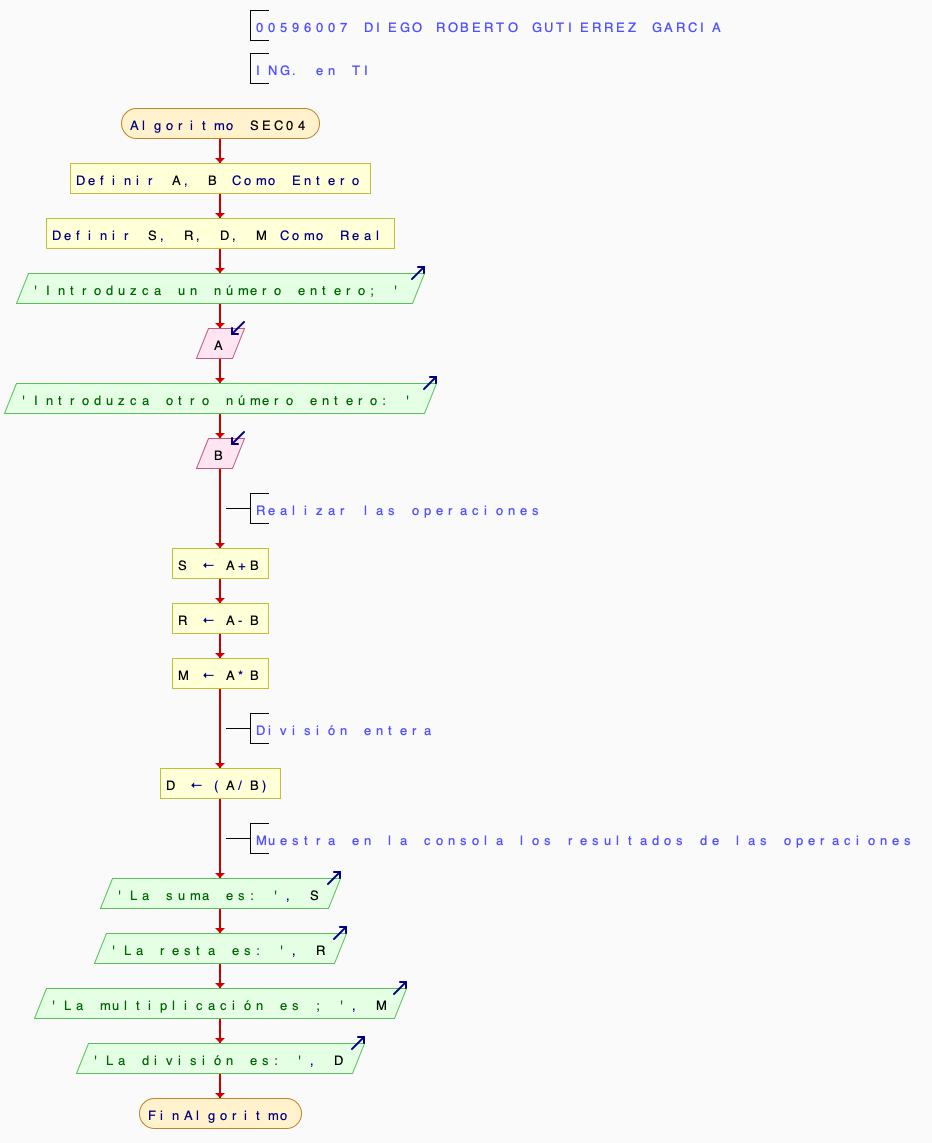 00596007 DIEGO ROBERTO GUTIERREZ GARCIA
ING. en TI
Algoritmo SEC04
Definir A, B Como Entero
Definir S, R, D, M Como Real
'Introduzca un número entero; '
A
'Introduzca otro número entero: '
B
Realizar las operaciones
S ← A+B
R ← A-B
M ← A*B
División entera
D ← (A/B)
Muestra en la consola los resultados de las operaciones
'La suma es: ', S
'La resta es: ', R
'La multiplicación es ; ', M
'La división es: ', D
FinAlgoritmo